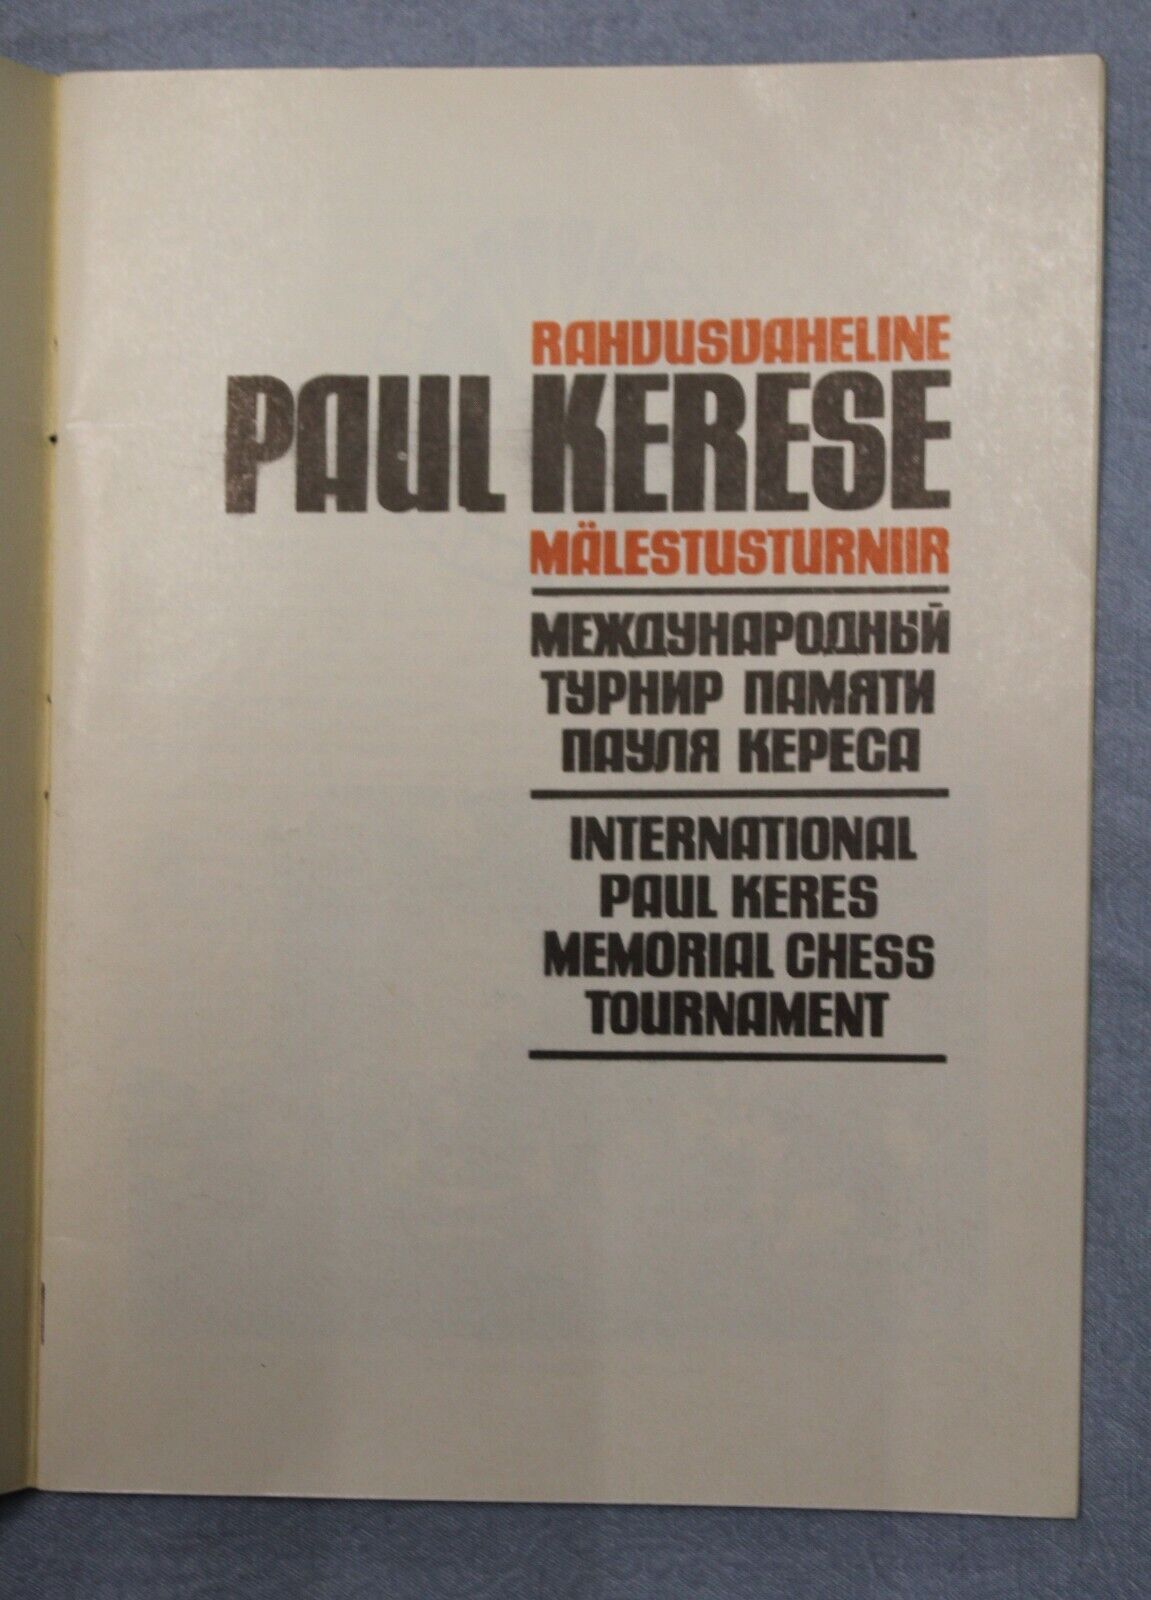 RAHVUSVAHELINE
PAUL KERESE
MÄLESTUSTURNIIR
МЕЖДУНАРОДНЫЙ
ТУРНИР ПАМЯТИ
ПАУЛЯ КЕРЕСА
INTERNATIONAL
PAUL KERES
MEMORIAL CHESS
TOURNAMENT